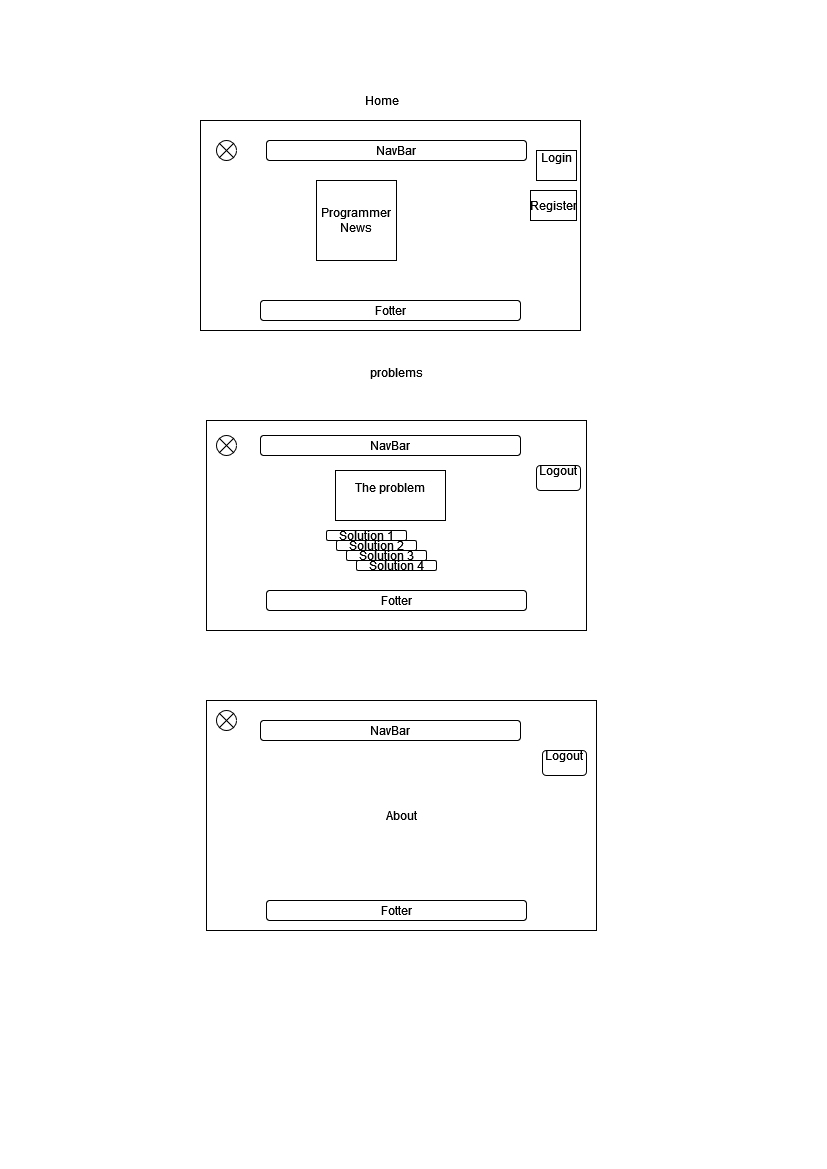 Home
NavBar
Login
Register
Programmer
News
Fotter
problems
NavBar
Logout
The problem
Solution 1
Solution 2
Solution 3
Solution 4
Fotter
NavBar
Logout
About
Fotter